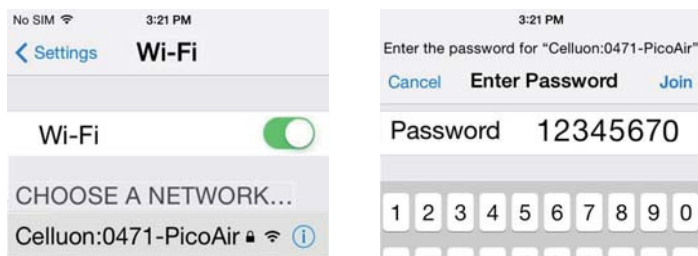 No SIM 3:21 PM
Settings Wi-Fi
Wi-Fi
CHOOSE A NETWORK...
Celluon:0471-PicoAir
3:21 PM
Enter the password for “Celluon:0471-PicoAir”
Cancel Enter Password Join
Password 12345670
1 2 3 4 5 6 7 8 9 0